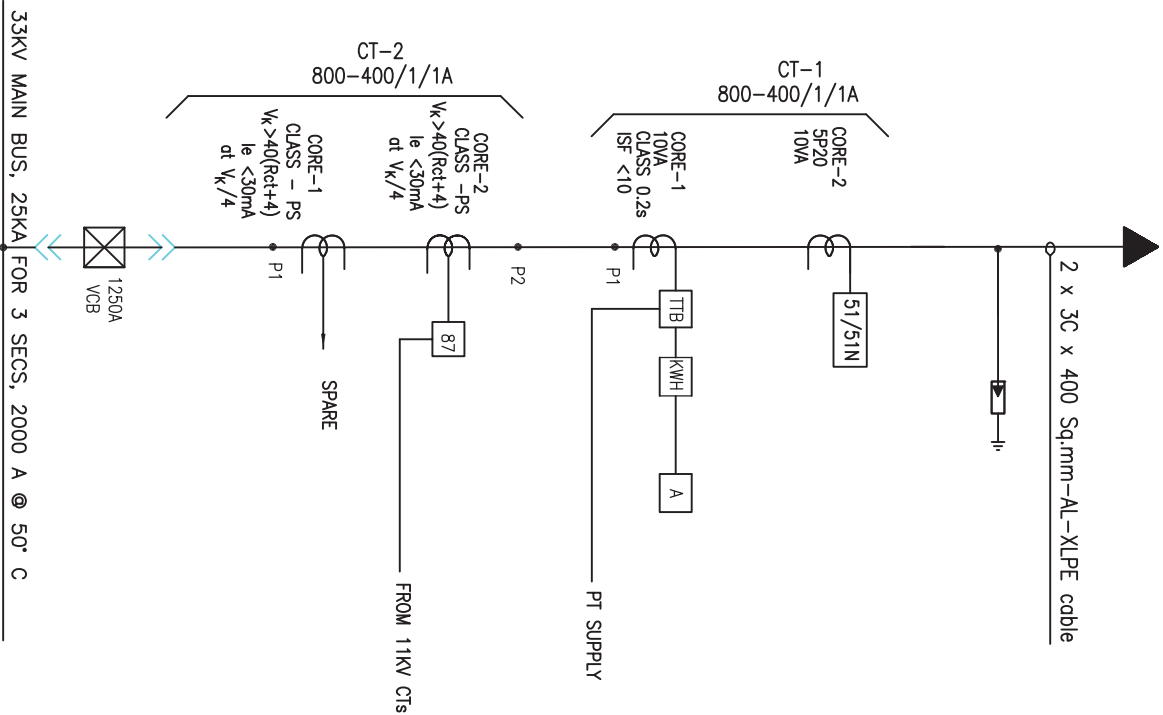 33KV MAIN BUS, 25KA FOR 3 SECS, 2000 A @ 50° C
1250A
VCB
CT-2
800-400/1/1A
CORE-1
CLASS - PS
VK>40(Rct+4)
Ie <30mA
at VK/4
CORE-2
CLASS -PS
VK>40(Rct+4)
Ie <30mA
at VK/4
P1
P2
SPARE
87
FROM 11KV CTs
CT-1
800-400/1/1A
CORE-1
10VA
CLASS 0.2s
ISF <10
CORE-2
5P20
10VA
P1
TTB
KWH
A
PT SUPPLY
51/51N
2 x 3C x 400 Sq.mm-AL-XLPE cable